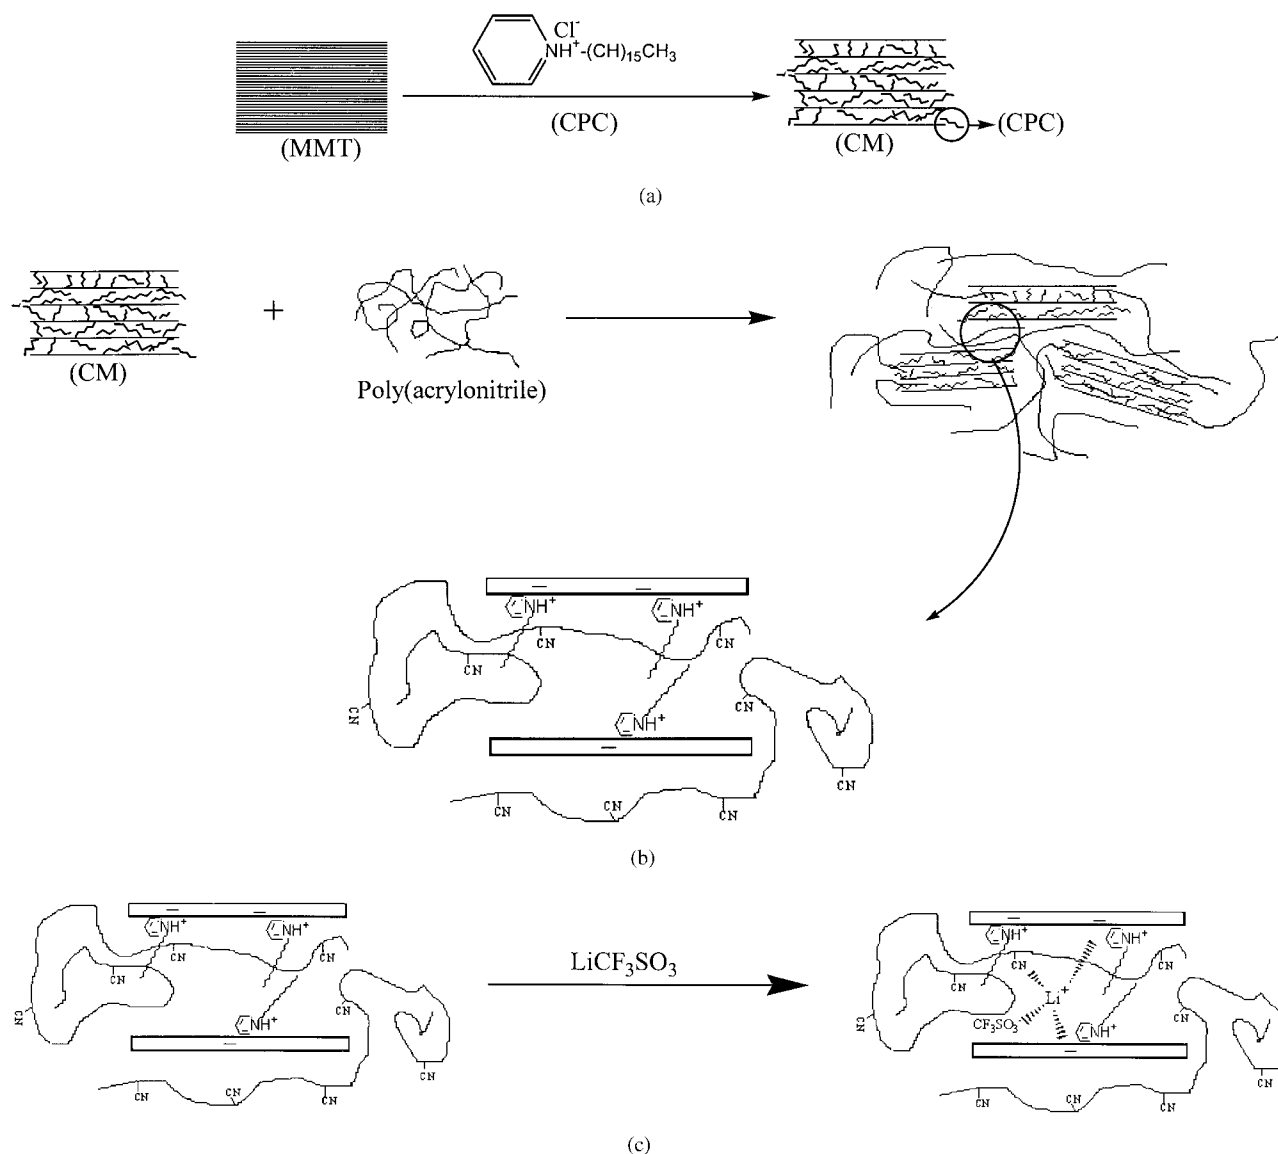 Cl⁻
NH⁺-(CH)₁₅CH₃
(MMT)
(CPC)
(CM)
(CPC)
(a)
(CM)
+
Poly(acrylonitrile)
NH⁺
NH⁺
CN
CN
CN
CN
CN
NH⁺
CN
CN
CN
CN
(b)
NH⁺
NH⁺
CN
CN
CN
CN
CN
NH⁺
CN
CN
CN
CN
LiCF₃SO₃
NH⁺
NH⁺
CN
CN
CN
Li⁺
CN
CN
CF₃SO₃
NH⁺
CN
CN
CN
CN
(c)